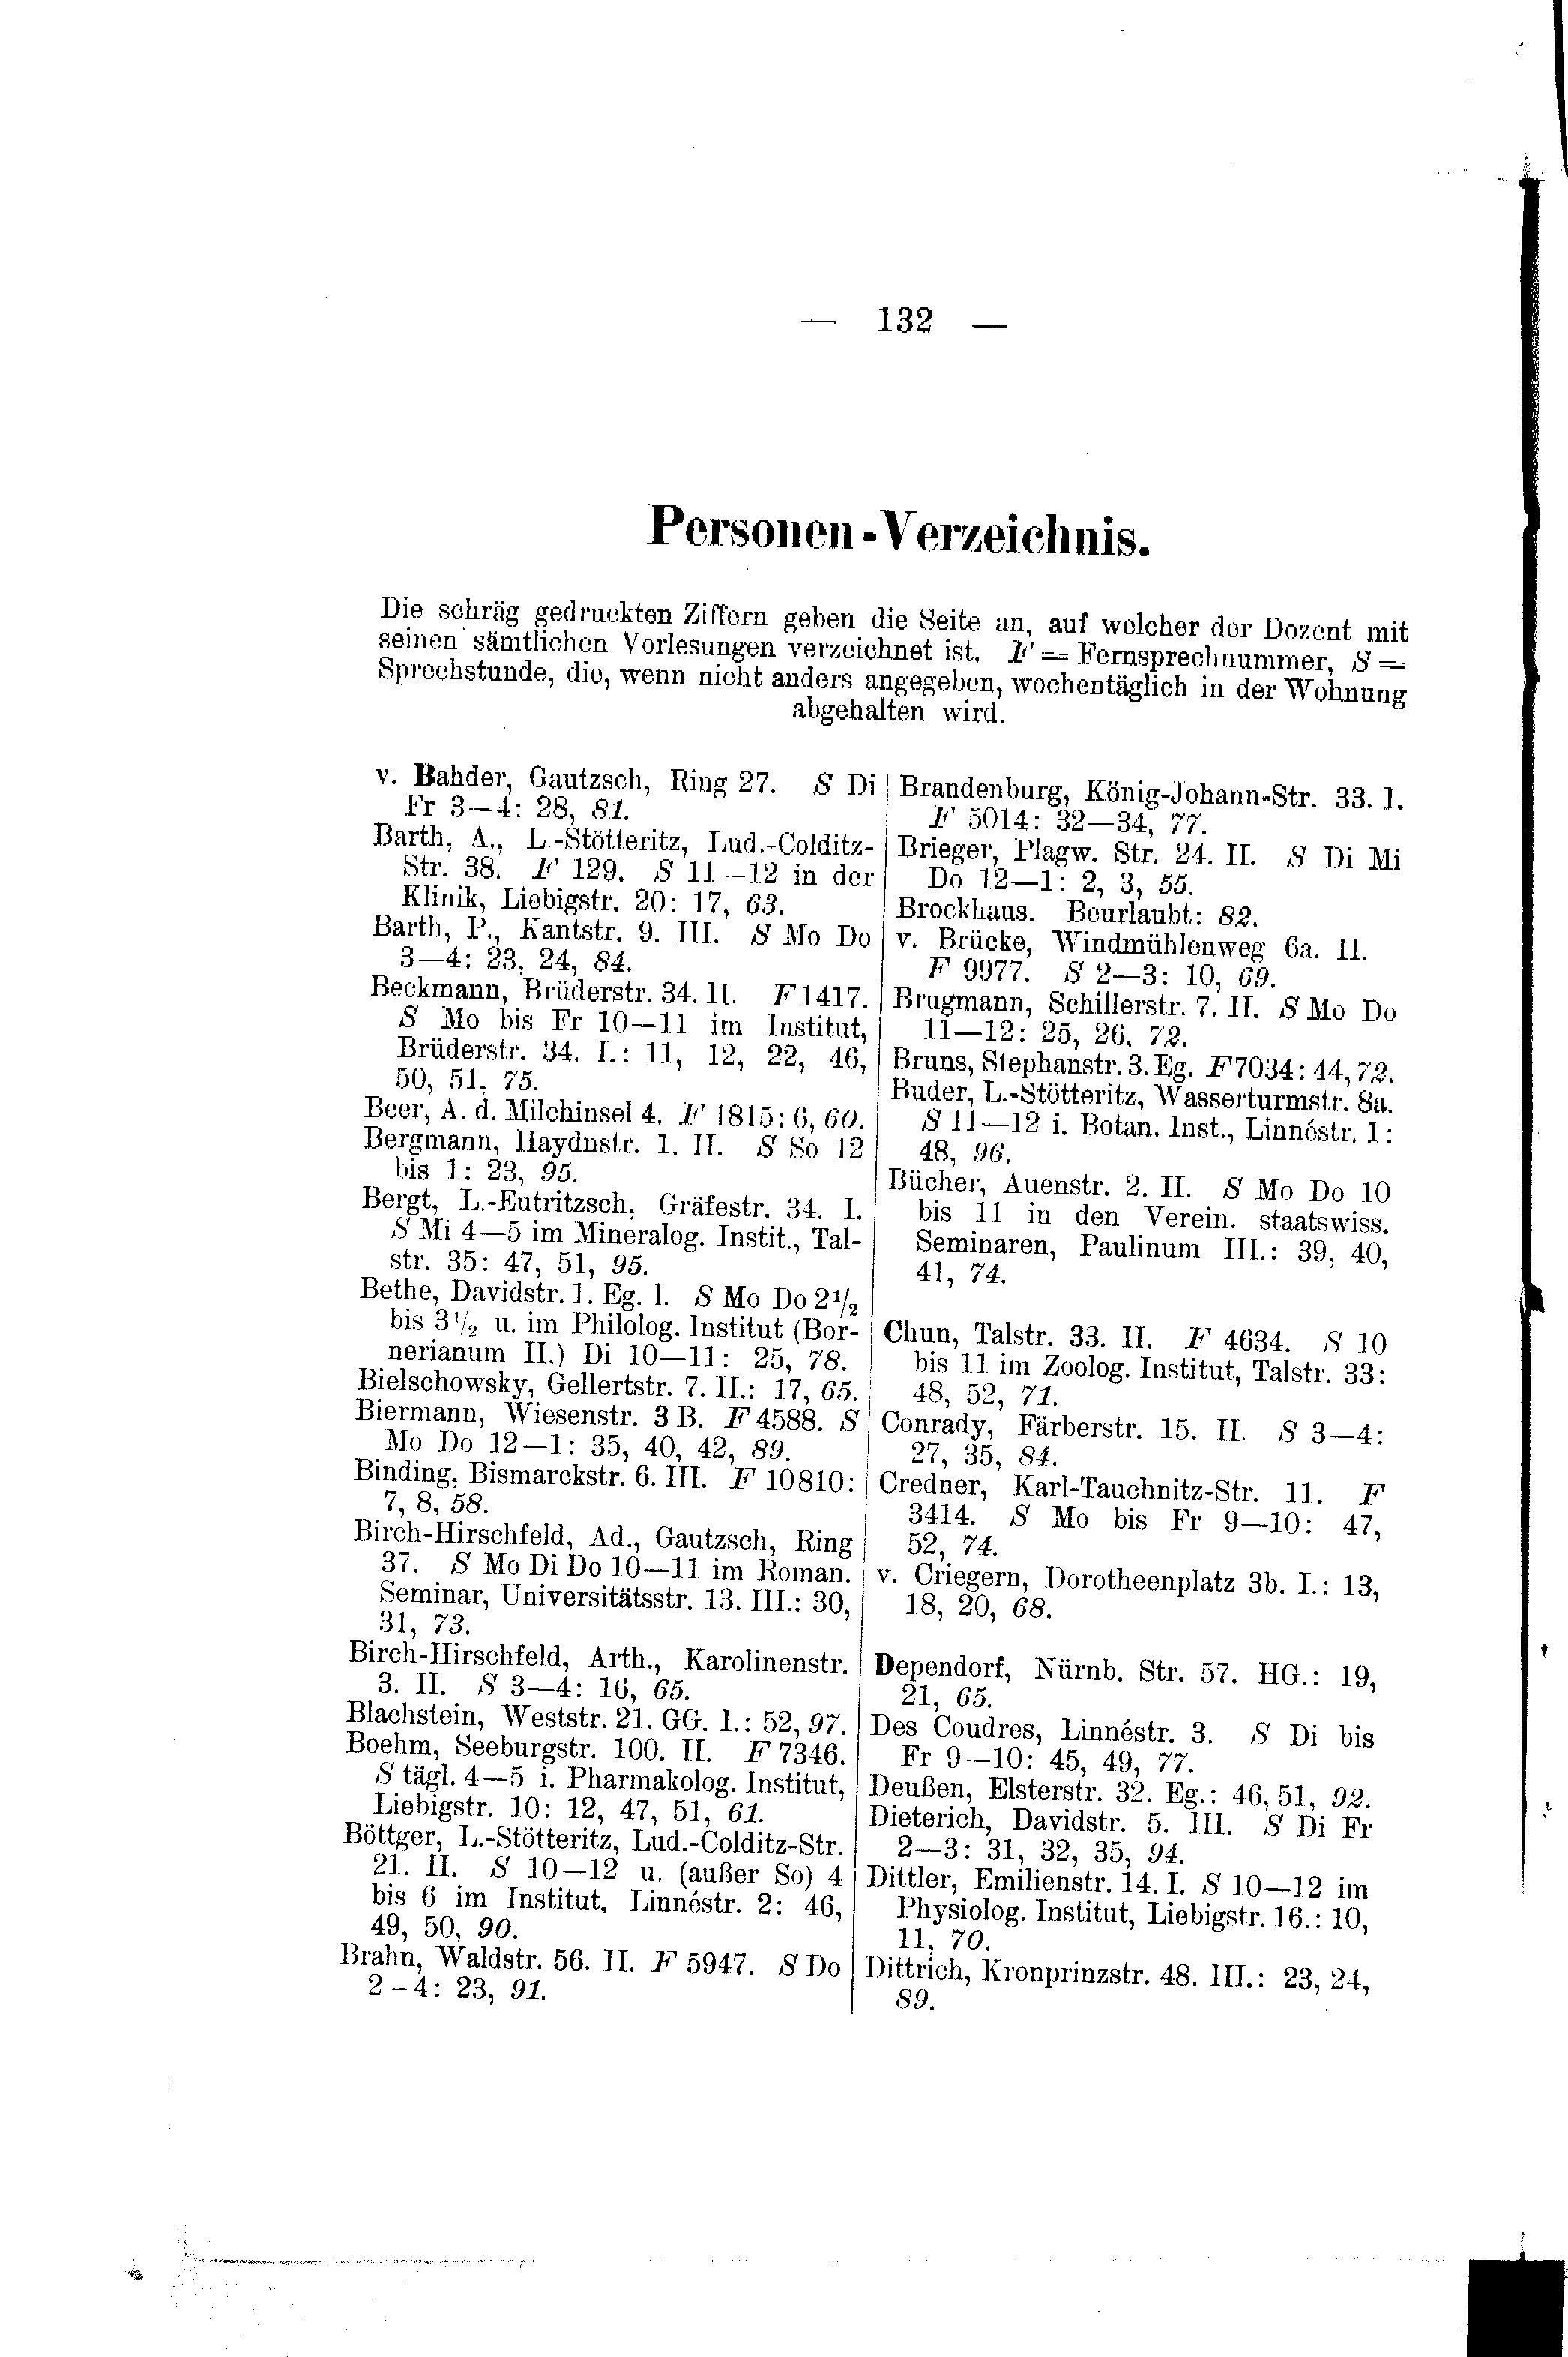 — 132 —
Personen-Verzeichnis.
Die schräg gedruckten Ziffern geben die Seite an, auf welcher der Dozent mit
seinen sämtlichen Vorlesungen verzeichnet ist. F = Fernsprechnummer, S =
Sprechstunde, die, wenn nicht anders angegeben, wochentäglich in der Wohnung
abgehalten wird.
v. Bahder, Gautzsch, Ring 27. S Di
Fr 3—4: 28, 81.
Barth, A., L.-Stötteritz, Lud.-Colditz-
Str. 38. F 129. S 11—12 in der
Klinik, Liebigstr. 20: 17, 63.
Barth, P., Kantstr. 9. III. S Mo Do
3—4: 23, 24, 84.
Beckmann, Brüderstr. 34. II. F 1417.
S Mo bis Fr 10—11 im Institut,
Brüderstr. 34. I.: 11, 12, 22, 46,
50, 51, 75.
Beer, A. d. Milchinsel 4. F 1815: 6, 60.
Bergmann, Haydnstr. 1. II. S So 12
bis 1: 23, 95.
Bergt, L.-Eutritzsch, Gräfestr. 34. I.
S Mi 4—5 im Mineralog. Instit., Tal-
str. 35: 47, 51, 95.
Bethe, Davidstr. 1. Eg. l. S Mo Do 2½
bis 3½ u. im Philolog. Institut (Bor-
nerianum II.) Di 10—11: 25, 78.
Bielschowsky, Gellertstr. 7. II.: 17, 65.
Biermann, Wiesenstr. 3 B. F 4588. S
Mo Do 12—1: 35, 40, 42, 89.
Binding, Bismarckstr. 6. III. F 10810:
7, 8, 58.
Birch-Hirschfeld, Ad., Gautzsch, Ring
37. S Mo Di Do 10—11 im Roman.
Seminar, Universitätsstr. 13. III.: 30,
31, 73.
Birch-Hirschfeld, Arth., Karolinenstr.
3. II. S 3—4: 16, 65.
Blachstein, Weststr. 21. GG. I.: 52, 97.
Boehm, Seeburgstr. 100. II. F 7346.
S tägl. 4—5 i. Pharmakolog. Institut,
Liebigstr. 10: 12, 47, 51, 61.
Böttger, L.-Stötteritz, Lud.-Colditz-Str.
21. II. S 10—12 u. (außer So) 4
bis 6 im Institut, Linnéstr. 2: 46,
49, 50, 90.
Brahn, Waldstr. 56. II. F 5947. S Do
2-4: 23, 91.
Brandenburg, König-Johann-Str. 33. I.
F 5014: 32—34, 77.
Brieger, Plagw. Str. 24. II. S Di Mi
Do 12—1: 2, 3, 55.
Brockhaus. Beurlaubt: 82.
v. Brücke, Windmühlenweg 6a. II.
F 9977. S 2—3: 10, 69.
Brugmann, Schillerstr. 7. II. S Mo Do
11—12: 25, 26, 72.
Bruns, Stephanstr. 3. Eg. F 7034: 44, 72.
Buder, L.-Stötteritz, Wasserturmstr. 8a.
S 11—12 i. Botan. Inst., Linnéstr. 1:
48, 96.
Bücher, Auenstr. 2. II. S Mo Do 10
bis 11 in den Verein. staatswiss.
Seminaren, Paulinum III.: 39, 40,
41, 74.
Chun, Talstr. 33. II. F 4634. S 10
bis 11 im Zoolog. Institut, Talstr. 33:
48, 52, 71.
Conrady, Färberstr. 15. II. S 3—4:
27, 35, 84.
Credner, Karl-Tauchnitz-Str. 11. F
3414. S Mo bis Fr 9—10: 47,
52, 74.
v. Criegern, Dorotheenplatz 3b. I.: 13,
18, 20, 68.
Dependorf, Nürnb. Str. 57. HG.: 19,
21, 65.
Des Coudres, Linnéstr. 3. S Di bis
Fr 9—10: 45, 49, 77.
Deußen, Elsterstr. 32. Eg.: 46, 51, 92.
Dieterich, Davidstr. 5. III. S Di Fr
2—3: 31, 32, 35, 94.
Dittler, Emilienstr. 14. I. S 10—12 im
Physiolog. Institut, Liebigstr. 16.: 10,
11, 70.
Dittrich, Kronprinzstr. 48. III.: 23, 24,
89.